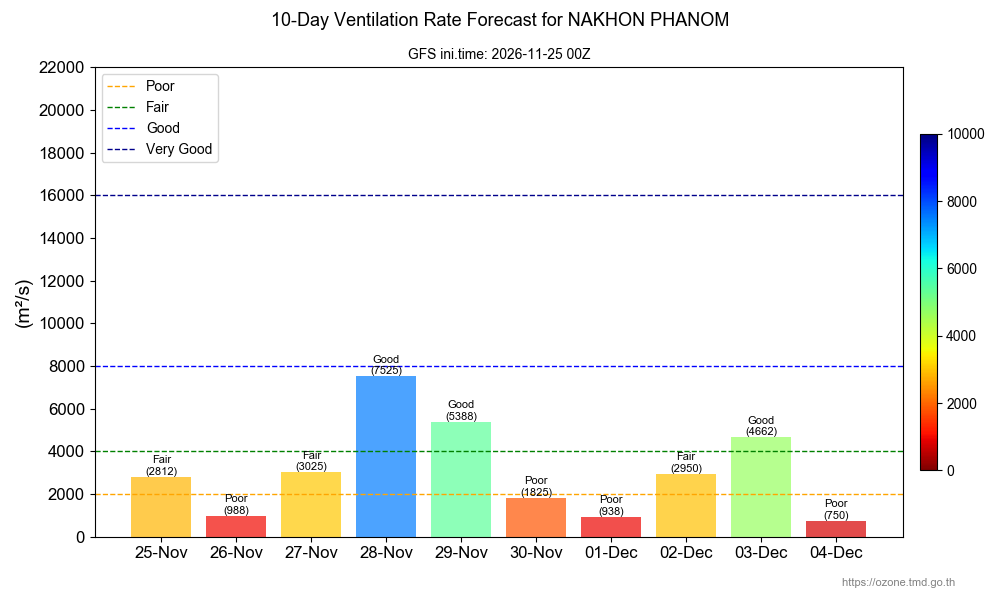 10-Day Ventilation Rate Forecast for NAKHON PHANOM
GFS ini.time: 2026-11-25 00Z
(m²/s)
22000
20000
18000
16000
14000
12000
10000
8000
6000
4000
2000
0
Poor
Fair
Good
Very Good
Fair
(2812)
Poor
(988)
Fair
(3025)
Good
(7525)
Good
(5388)
Poor
(1825)
Poor
(938)
Fair
(2950)
Good
(4662)
Poor
(750)
25-Nov 26-Nov 27-Nov 28-Nov 29-Nov 30-Nov 01-Dec 02-Dec 03-Dec 04-Dec
10000
8000
6000
4000
2000
0
https://ozone.tmd.go.th